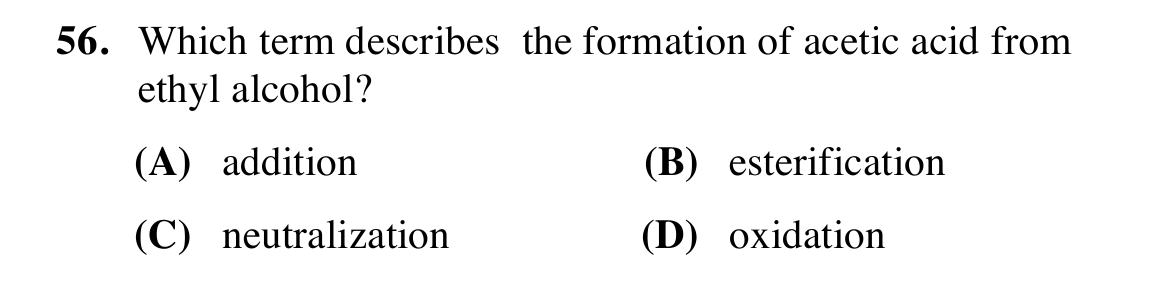 56. Which term describes the formation of acetic acid from
ethyl alcohol?
(A) addition (B) esterification
(C) neutralization (D) oxidation